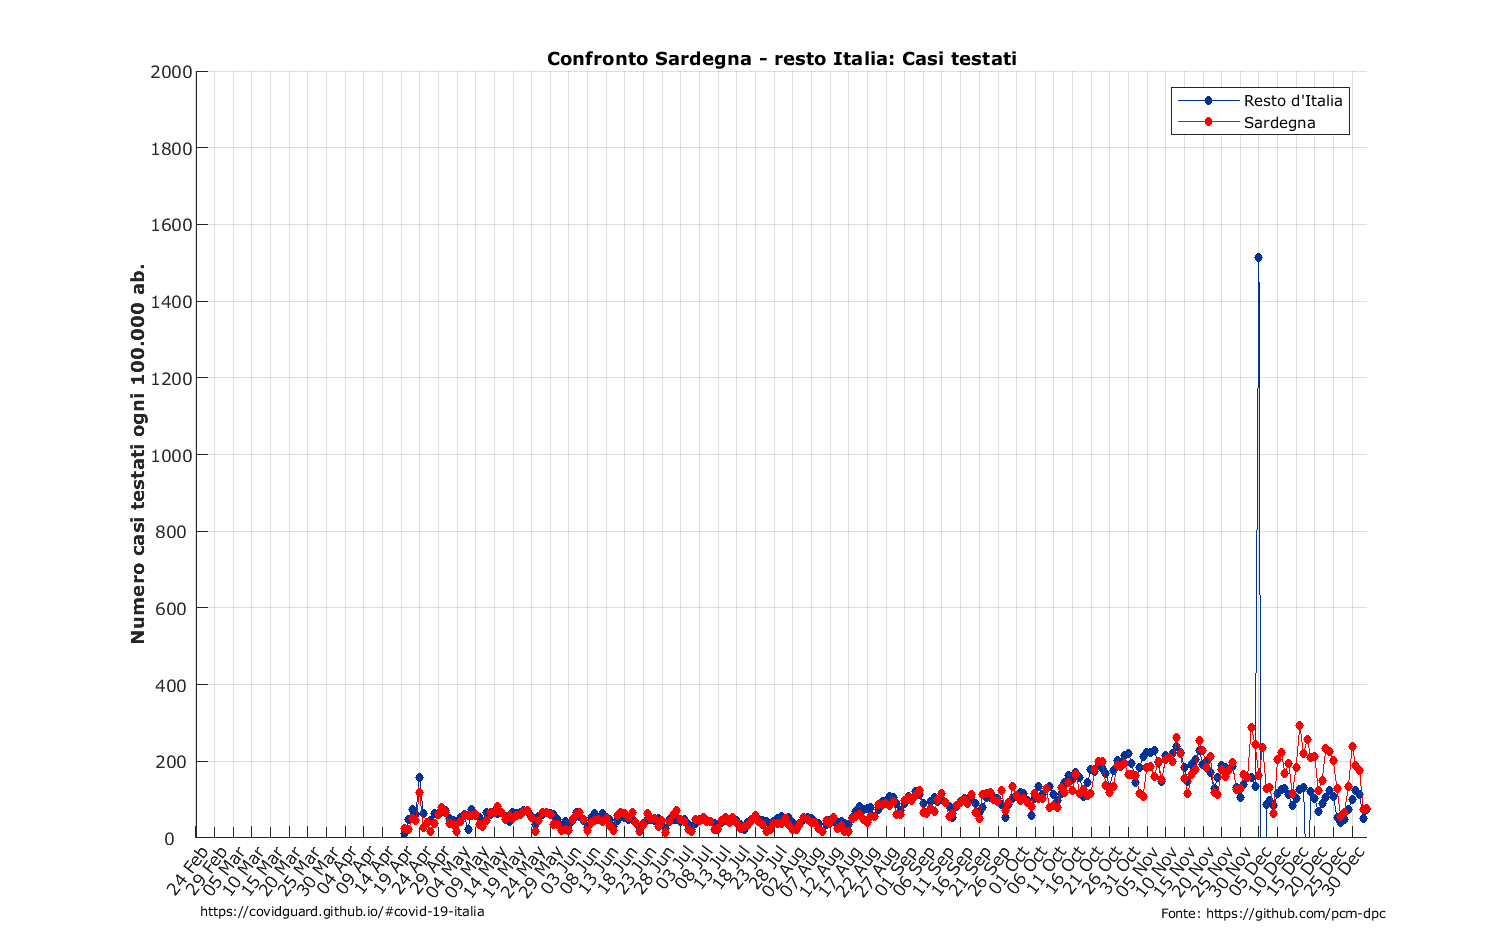 Confronto Sardegna - resto Italia: Casi testati
Resto d'Italia
Sardegna
Numero casi testati ogni 100.000 ab.
2000
1800
1600
1400
1200
1000
800
600
400
200
0
24 Feb
29 Feb
05 Mar
10 Mar
15 Mar
20 Mar
25 Mar
30 Mar
04 Apr
09 Apr
14 Apr
19 Apr
24 Apr
29 Apr
04 May
09 May
14 May
19 May
24 May
29 May
03 Jun
08 Jun
13 Jun
18 Jun
23 Jun
28 Jun
03 Jul
08 Jul
13 Jul
18 Jul
23 Jul
28 Jul
02 Aug
07 Aug
12 Aug
17 Aug
22 Aug
27 Aug
01 Sep
06 Sep
11 Sep
16 Sep
21 Sep
26 Sep
01 Oct
06 Oct
11 Oct
16 Oct
21 Oct
26 Oct
31 Oct
05 Nov
10 Nov
15 Nov
20 Nov
25 Nov
30 Nov
05 Dec
10 Dec
15 Dec
20 Dec
25 Dec
30 Dec
https://covidguard.github.io/#covid-19-italia
Fonte: https://github.com/pcm-dpc